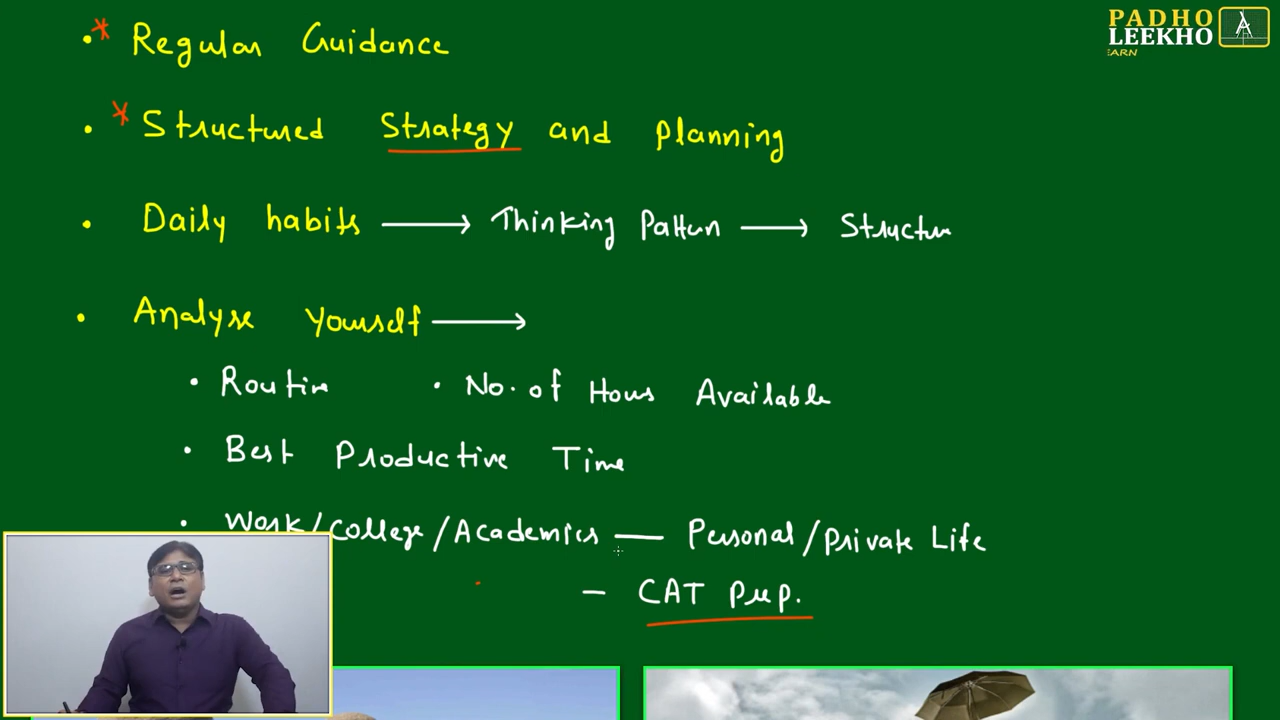 PADHO
LEEKHO
EARN
* Regular Guidance
* Structured Strategy and Planning
Daily habits → Thinking Pattern → Structure
Analyse yourself →
Routine • No. of Hours Available
Best Productive Time
Work/College/Academics — Personal/Private Life
- CAT Prep.